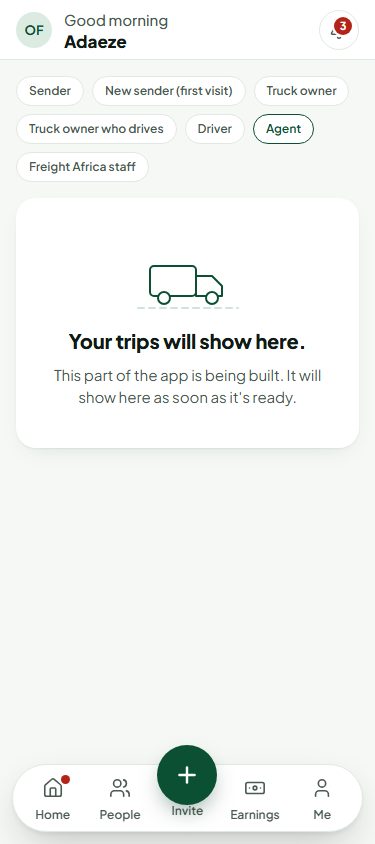 OF
Good morning
Adaeze
3
Sender
New sender (first visit)
Truck owner
Truck owner who drives
Driver
Agent
Freight Africa staff
Your trips will show here.
This part of the app is being built. It will
show here as soon as it's ready.
Home
People
Invite
Earnings
Me